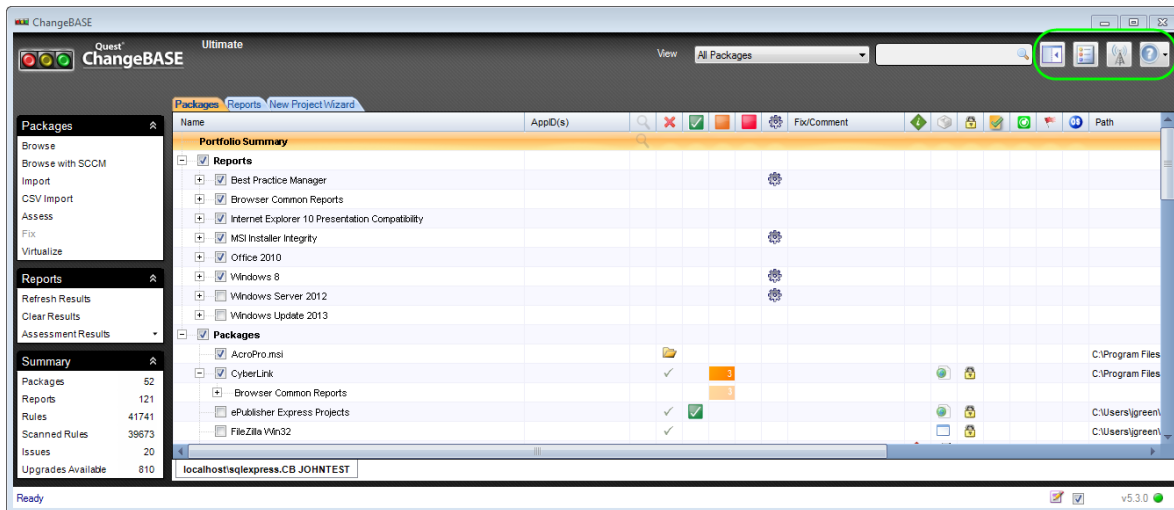 ChangeBASE
Quest
ChangeBASE
Ultimate
View
All Packages
Packages
Reports
New Project Wizard
Name
AppID(s)
Fix/Comment
Path
Portfolio Summary
Reports
Best Practice Manager
Browser Common Reports
Internet Explorer 10 Presentation Compatibility
MSI Installer Integrity
Office 2010
Windows 8
Windows Server 2012
Windows Update 2013
Packages
AcroPro.msi
C:\Program Files
CyberLink
3
C:\Program Files
Browser Common Reports
3
ePublisher Express Projects
C:\Users\jgreen\
FileZilla Win32
C:\Users\jgreen\
Packages
Browse
Browse with SCCM
Import
CSV Import
Assess
Fix
Virtualize
Reports
Refresh Results
Clear Results
Assessment Results
Summary
Packages 52
Reports 121
Rules 41741
Scanned Rules 39673
Issues 20
Upgrades Available 810
localhost\sqlexpress.CB JOHNTEST
Ready
v5.3.0